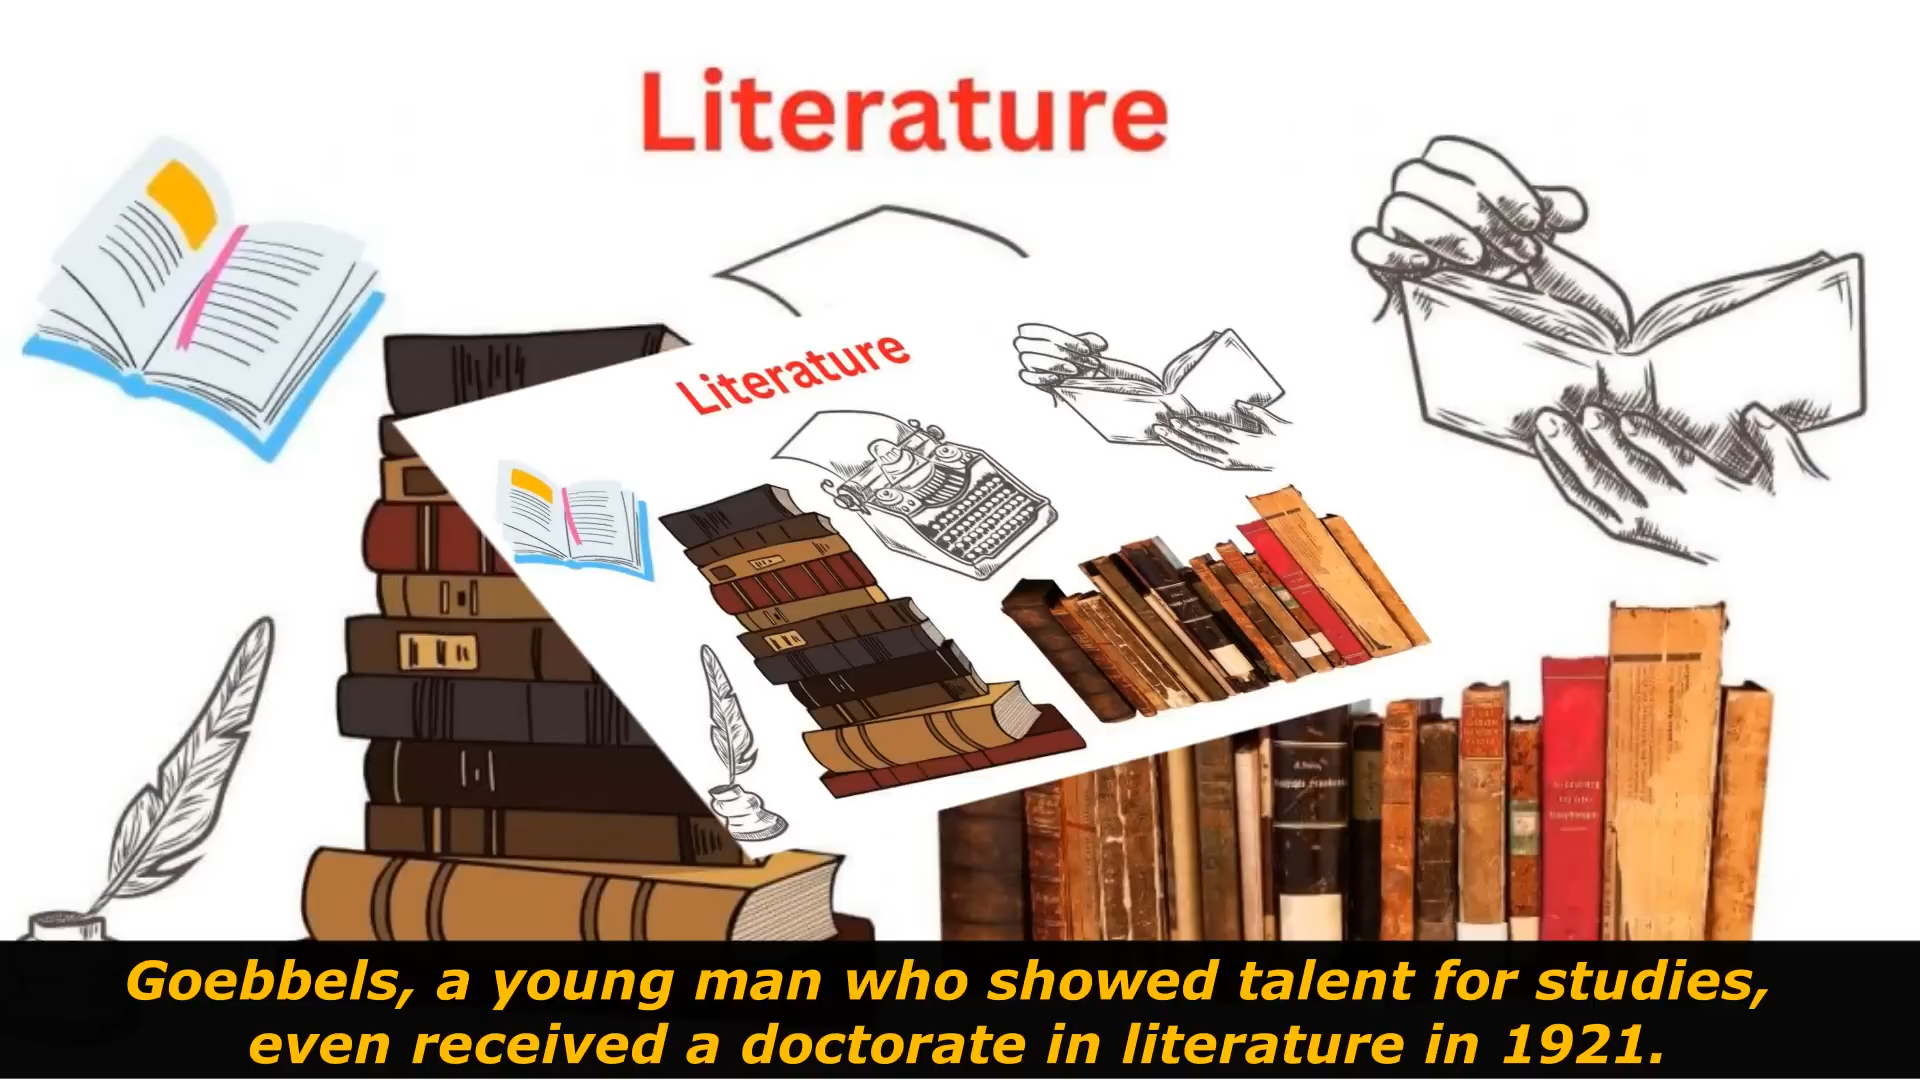 Literature
Literature
Goebbels, a young man who showed talent for studies,
even received a doctorate in literature in 1921.